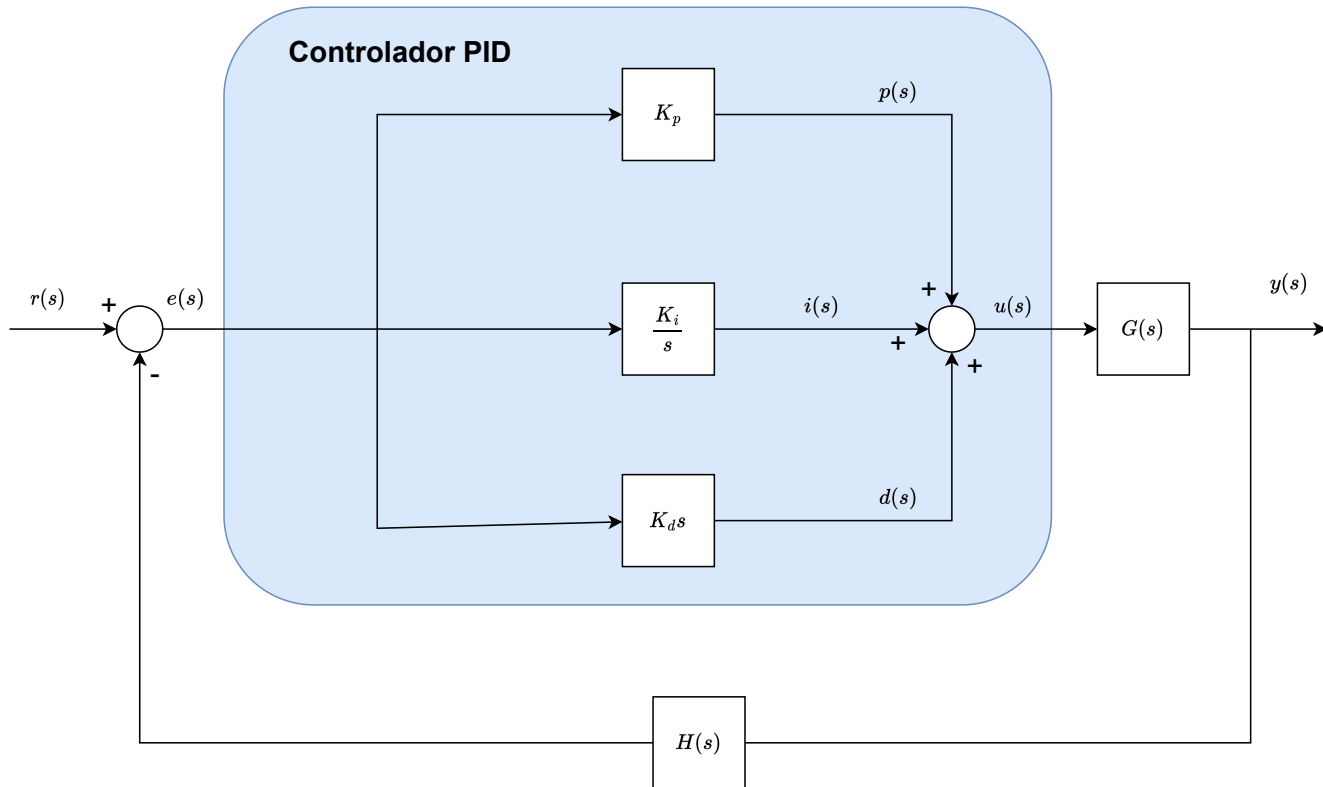 Controlador PID
K_p
p(s)
r(s)
+
e(s)
-
K_i
s
i(s)
+
+
+
u(s)
G(s)
y(s)
K_d s
d(s)
H(s)